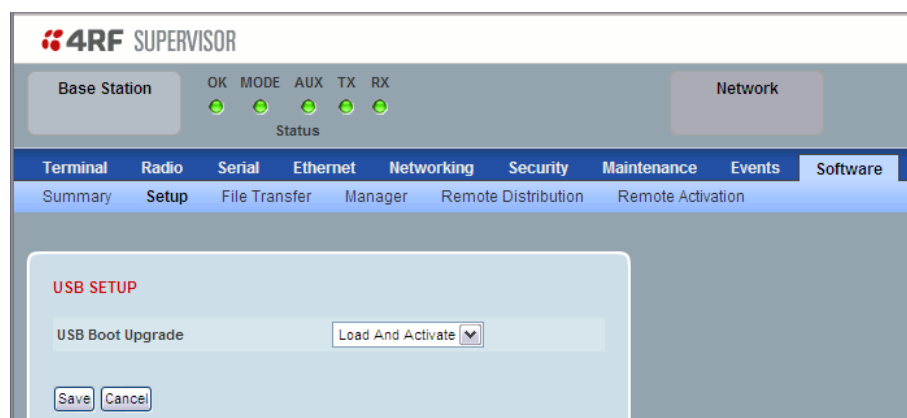 4RF SUPERVISOR
Base Station
OK MODE AUX TX RX
Status
Network
Terminal Radio Serial Ethernet Networking Security Maintenance Events Software
Summary Setup File Transfer Manager Remote Distribution Remote Activation
USB SETUP
USB Boot Upgrade Load And Activate
Save Cancel